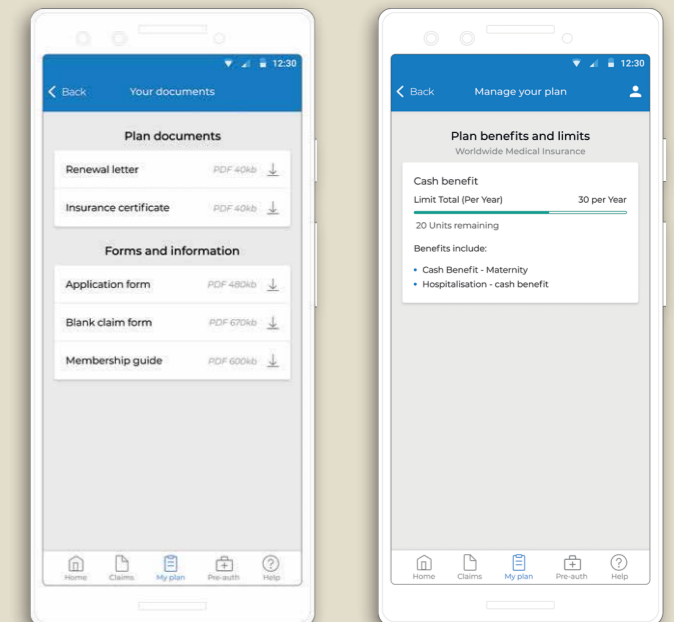 12:30
Back Your documents
Plan documents
Renewal letter PDF 40kb
Insurance certificate PDF 40kb
Forms and information
Application form PDF 480kb
Blank claim form PDF 670kb
Membership guide PDF 600kb
Home Claims My plan Pre-auth Help
12:30
Back Manage your plan
Plan benefits and limits
Worldwide Medical Insurance
Cash benefit
Limit Total (Per Year) 30 per Year
20 Units remaining
Benefits include:
• Cash Benefit - Maternity
• Hospitalisation - cash benefit
Home Claims My plan Pre-auth Help